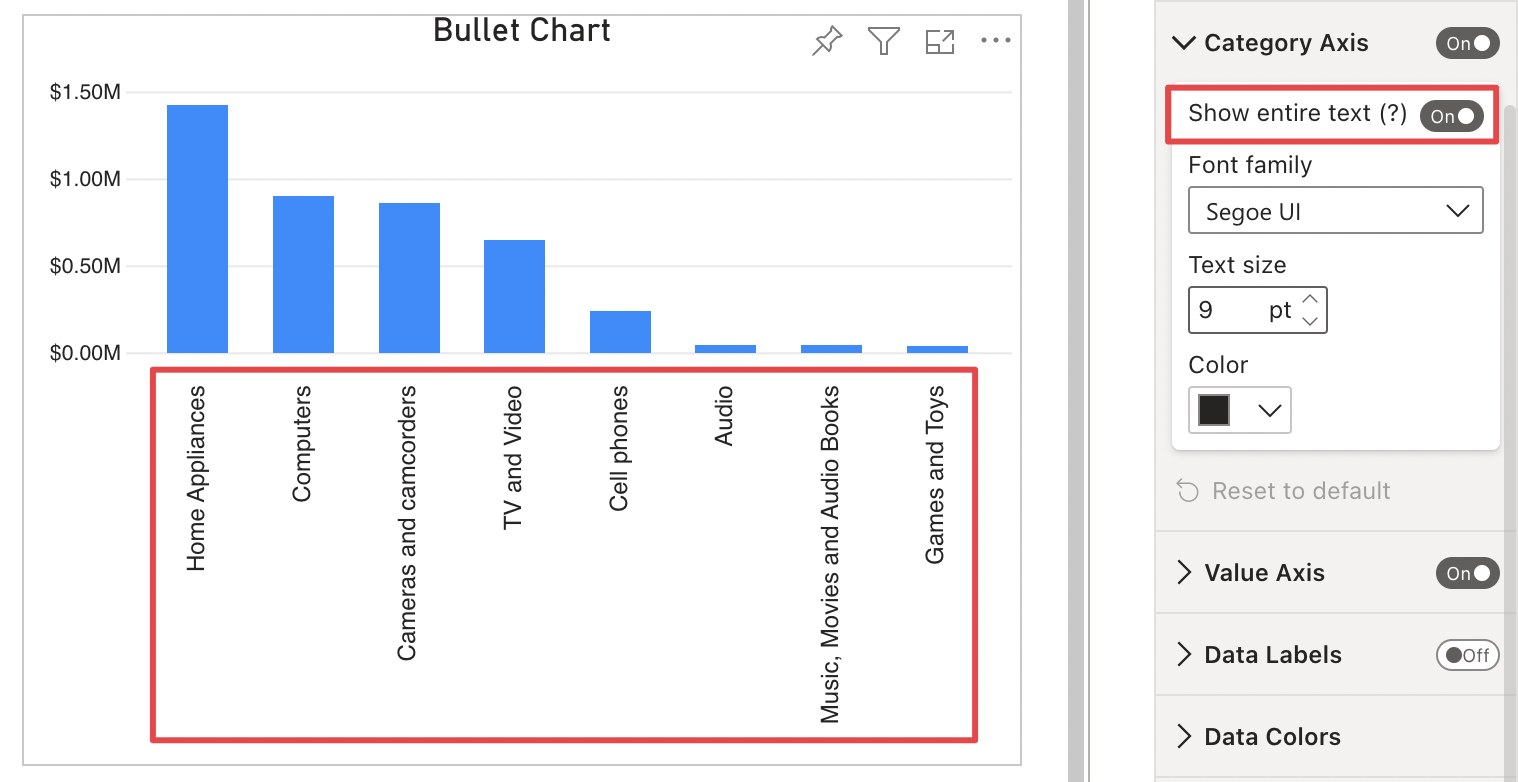 Bullet Chart
$1.50M
$1.00M
$0.50M
$0.00M
Home Appliances
Computers
Cameras and camcorders
TV and Video
Cell phones
Audio
Music, Movies and Audio Books
Games and Toys
Category Axis On
Show entire text (?) On
Font family
Segoe UI
Text size
9 pt
Color
Reset to default
Value Axis On
Data Labels Off
Data Colors